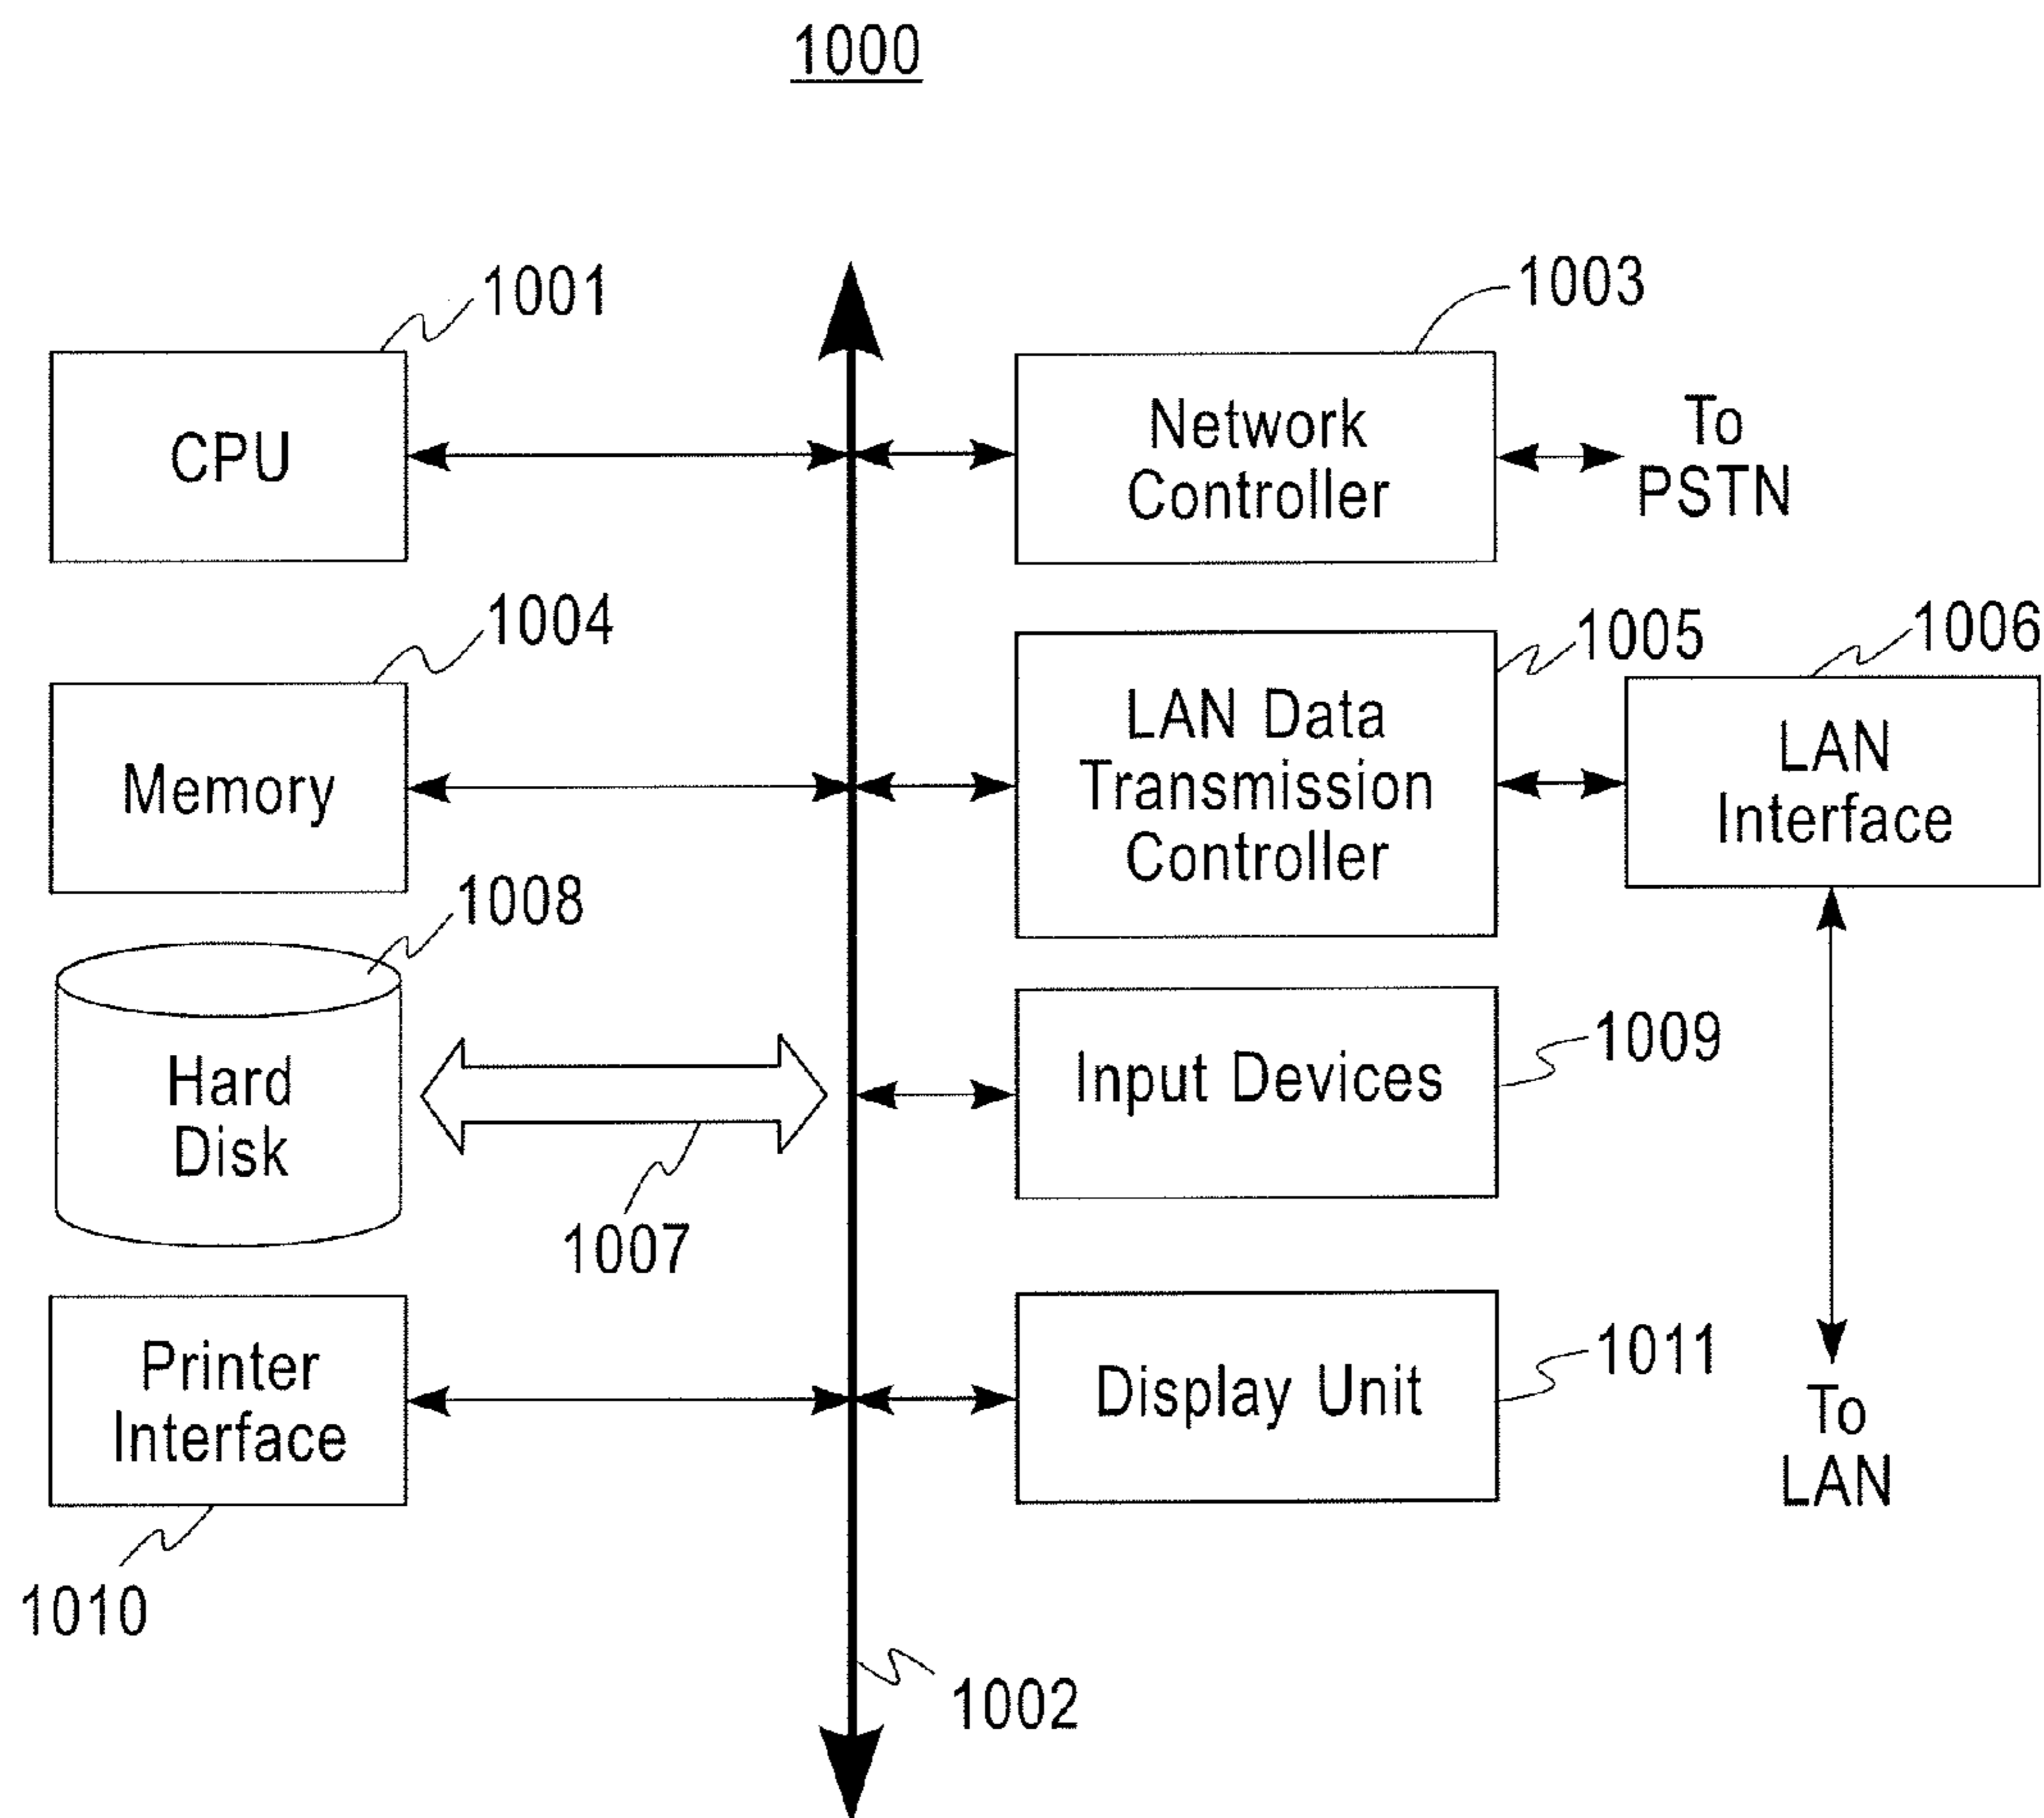 1000
1001
CPU
1003
Network
Controller
To
PSTN
1004
Memory
1005
LAN Data
Transmission
Controller
1006
LAN
Interface
1008
Hard
Disk
1007
1009
Input Devices
Printer
Interface
1010
1011
Display Unit
To
LAN
1002